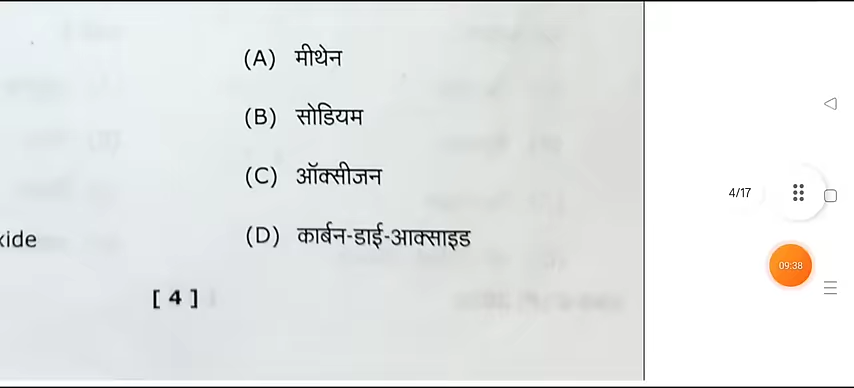 (A) मीथेन
(B) सोडियम
(C) ऑक्सीजन
4/17
xide
(D) कार्बन-डाई-आक्साइड
09:38
[ 4 ]